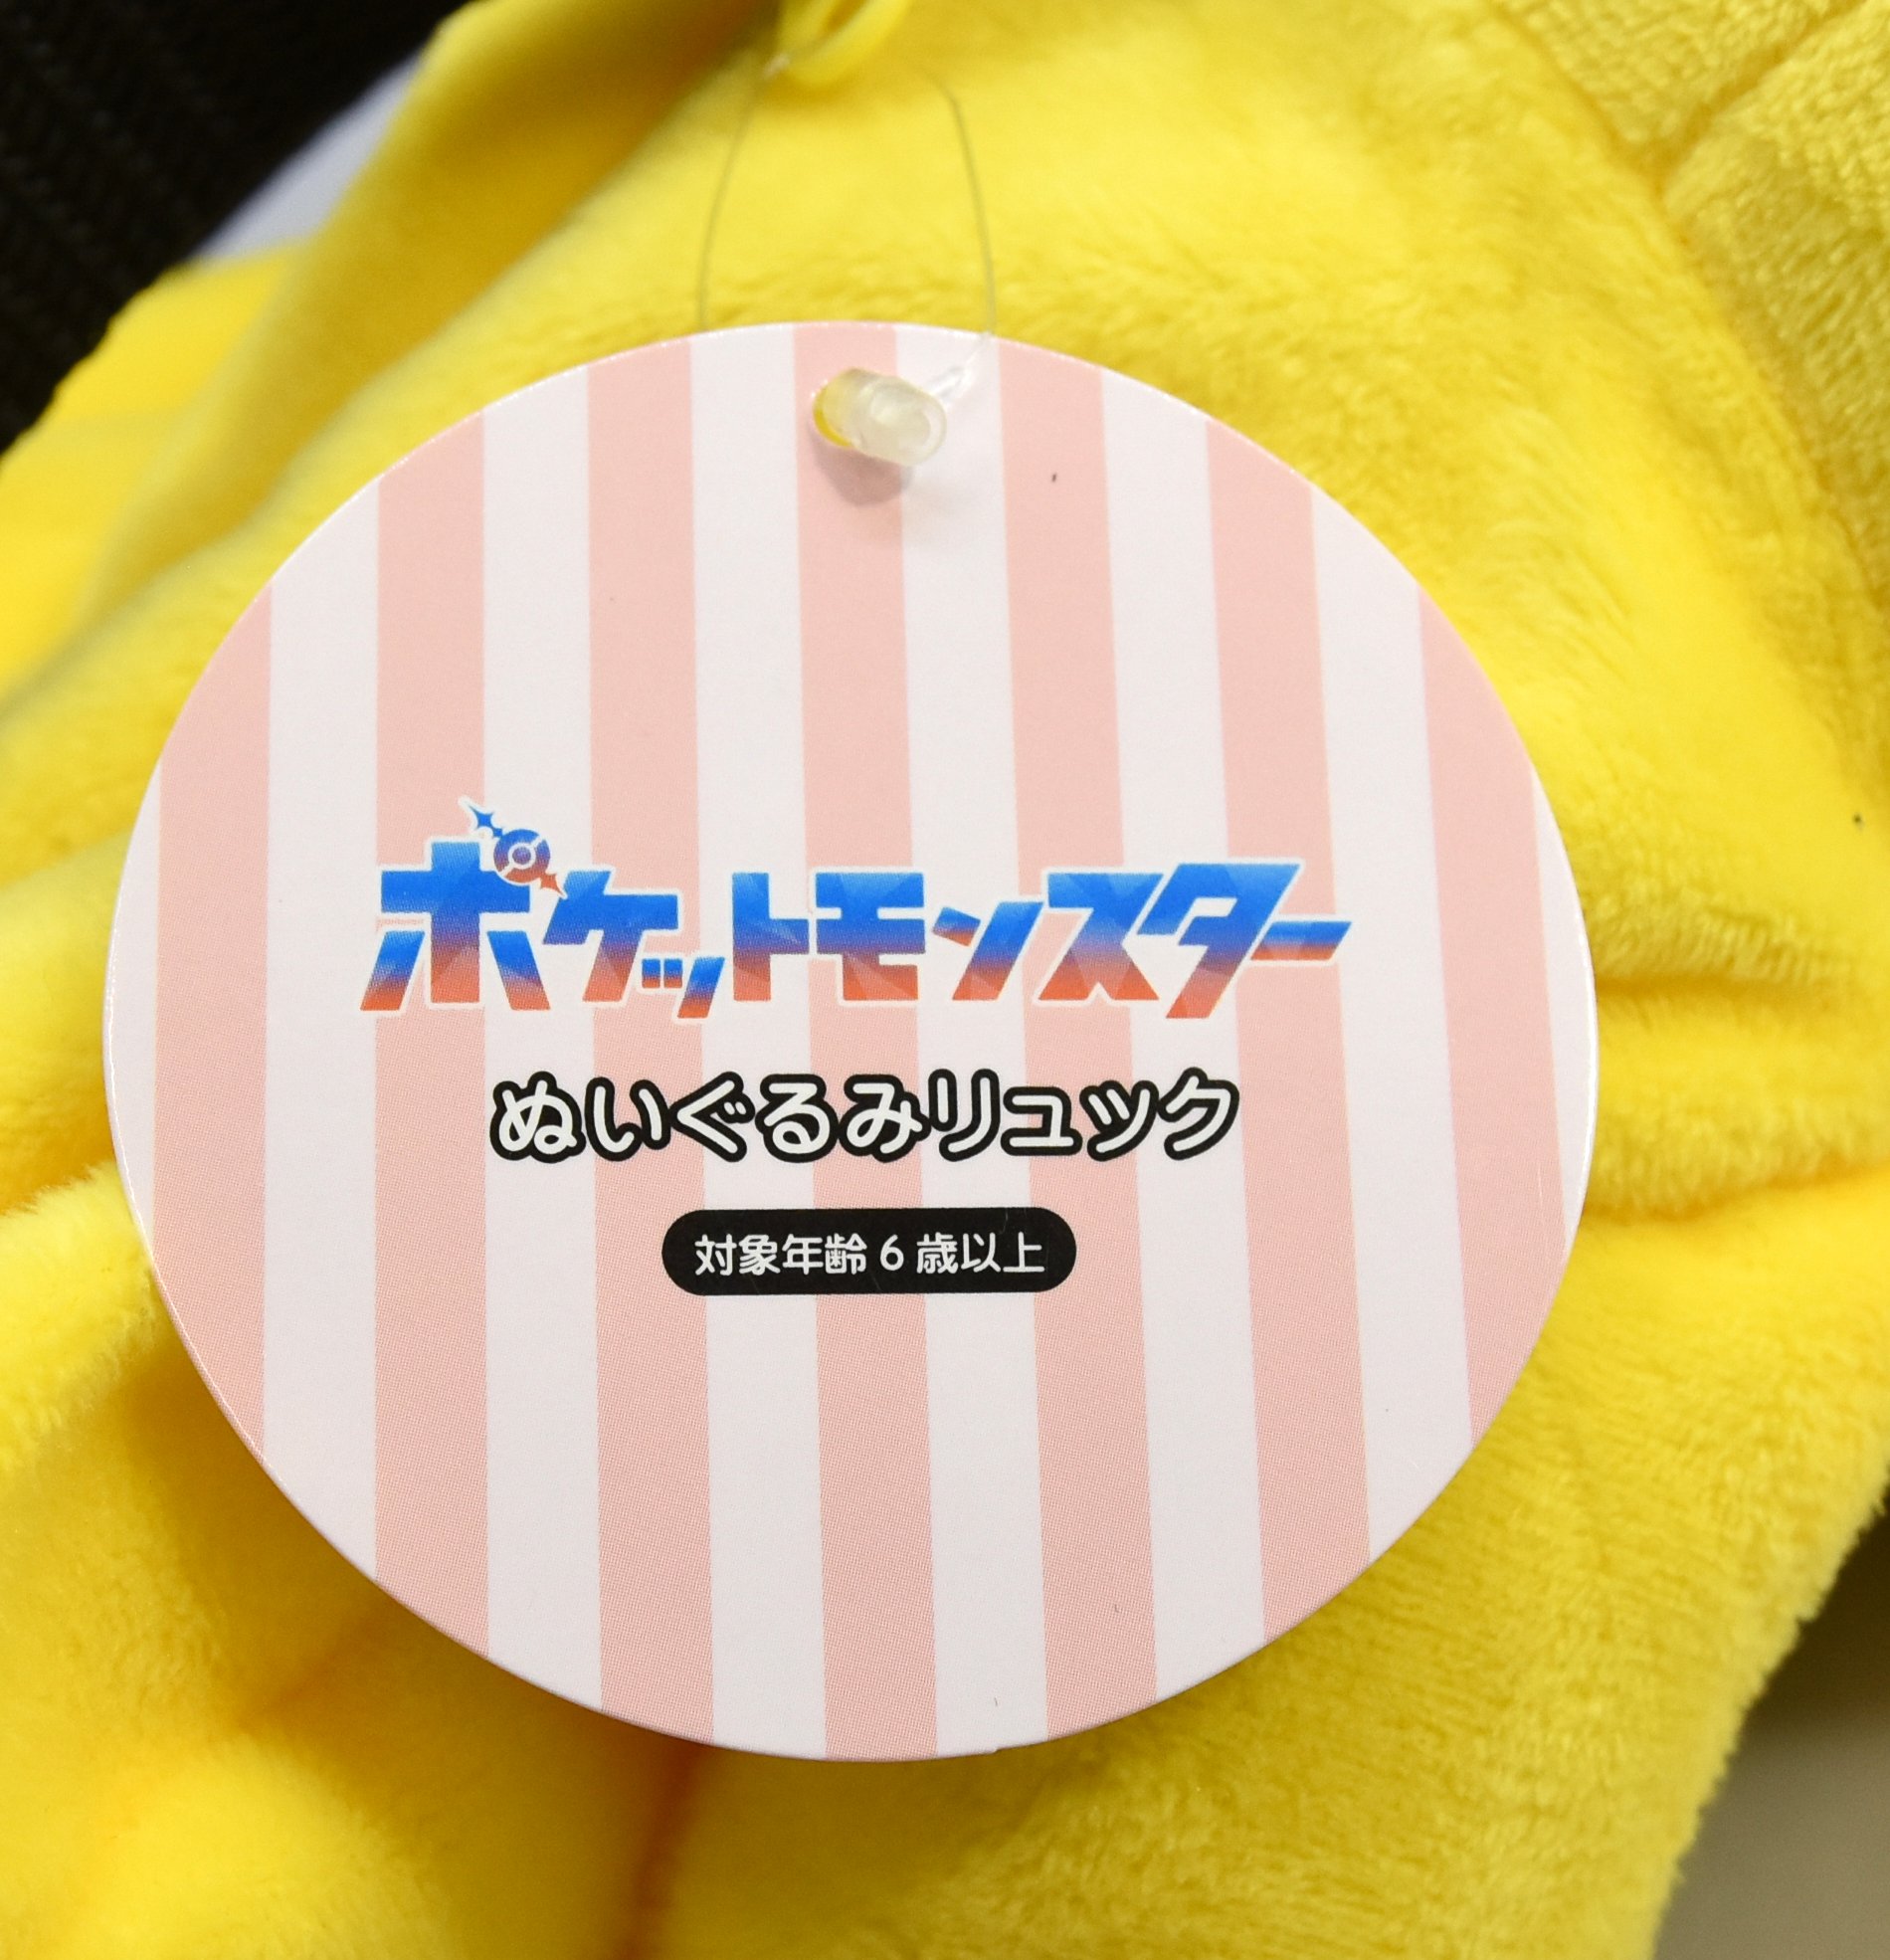 ポケットモンスター
ぬいぐるみリュック
対象年齢6歳以上